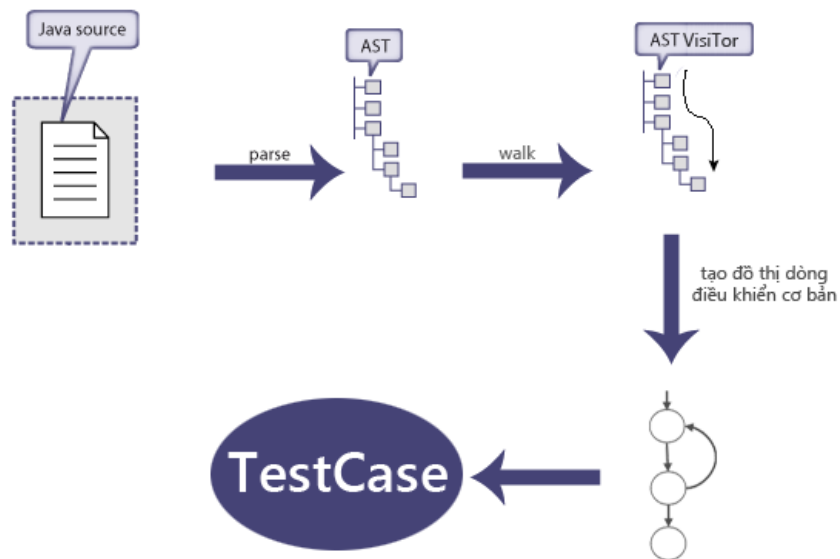 Java source
AST
AST VisiTor
parse
walk
tạo đồ thị dòng
điều khiển cơ bản
TestCase